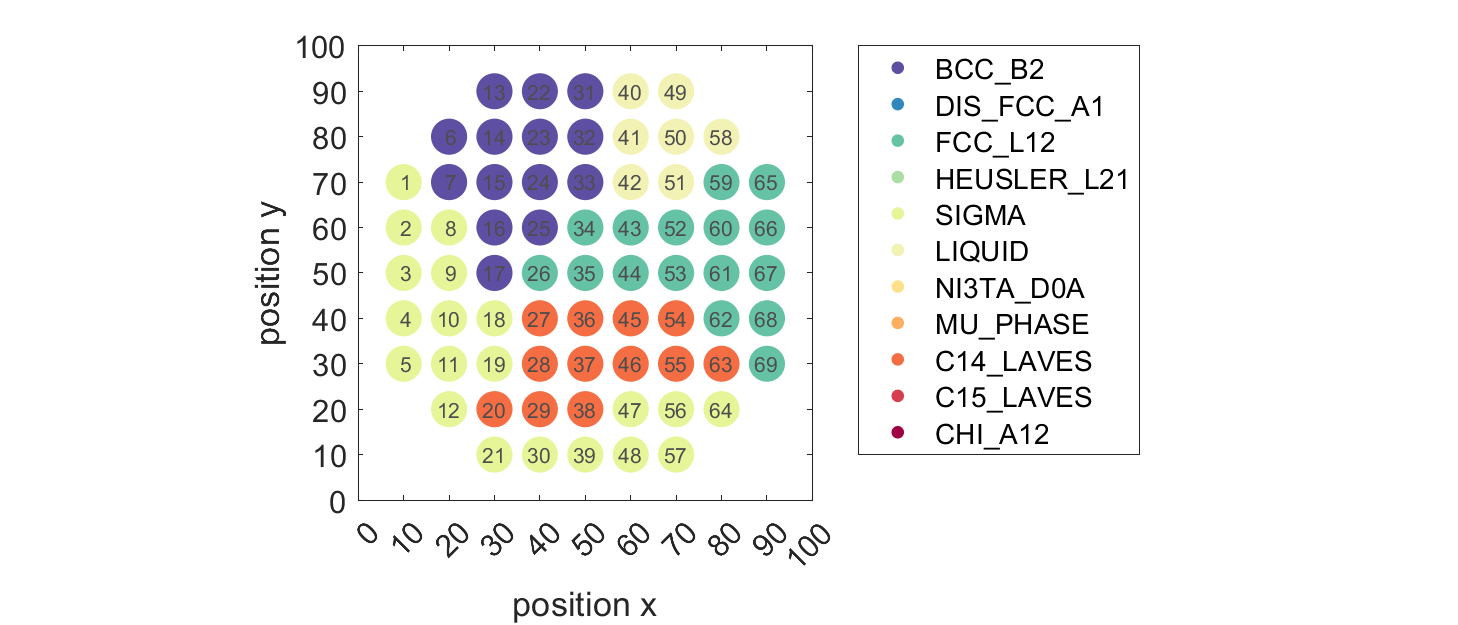 100
90
80
70
60
50
40
30
20
10
0
position y
13 22 31 40 49
6 14 23 32 41 50 58
1 7 15 24 33 42 51 59 65
2 8 16 25 34 43 52 60 66
3 9 17 26 35 44 53 61 67
4 10 18 27 36 45 54 62 68
5 11 19 28 37 46 55 63 69
12 20 29 38 47 56 64
21 30 39 48 57
0 10 20 30 40 50 60 70 80 90 100
position x
BCC_B2
DIS_FCC_A1
FCC_L12
HEUSLER_L21
SIGMA
LIQUID
NI3TA_D0A
MU_PHASE
C14_LAVES
C15_LAVES
CHI_A12